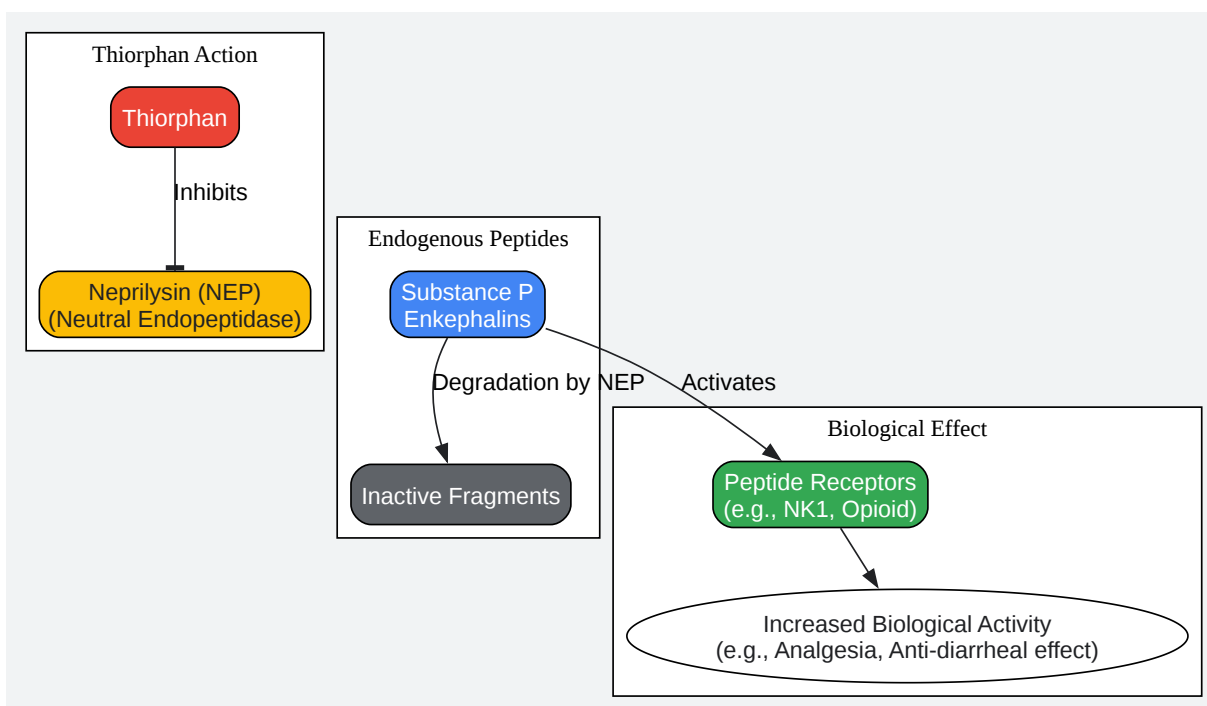 Thiorphan Action
Thiorphan
Inhibits
Neprilysin (NEP)
(Neutral Endopeptidase)
Endogenous Peptides
Substance P
Enkephalins
Degradation by NEP
Activates
Inactive Fragments
Biological Effect
Peptide Receptors
(e.g., NK1, Opioid)
Increased Biological Activity
(e.g., Analgesia, Anti-diarrheal effect)